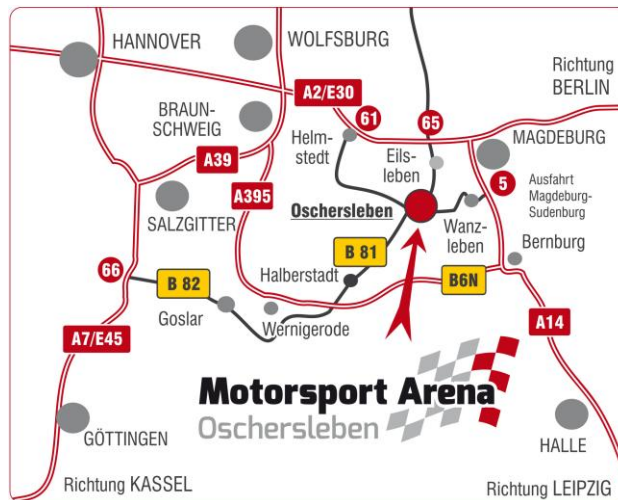 HANNOVER
WOLFSBURG
Richtung
BERLIN
A2/E30
BRAUN-
SCHWEIG
61
65
Helm-
stedt
MAGDEBURG
A39
Eils-
leben
5
Ausfahrt
Magdeburg-
Sudenburg
SALZGITTER
A395
Oschersleben
Wanz-
leben
Bernburg
B 81
66
B 82
Halberstadt
B6N
Goslar
Wernigerode
A7/E45
A14
Motorsport Arena
Oschersleben
GÖTTINGEN
HALLE
Richtung KASSEL
Richtung LEIPZIG